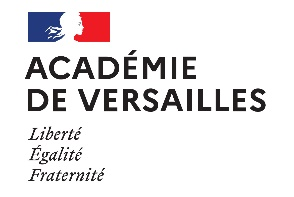 ACADÉMIE
DE VERSAILLES
Liberté
Égalité
Fraternité